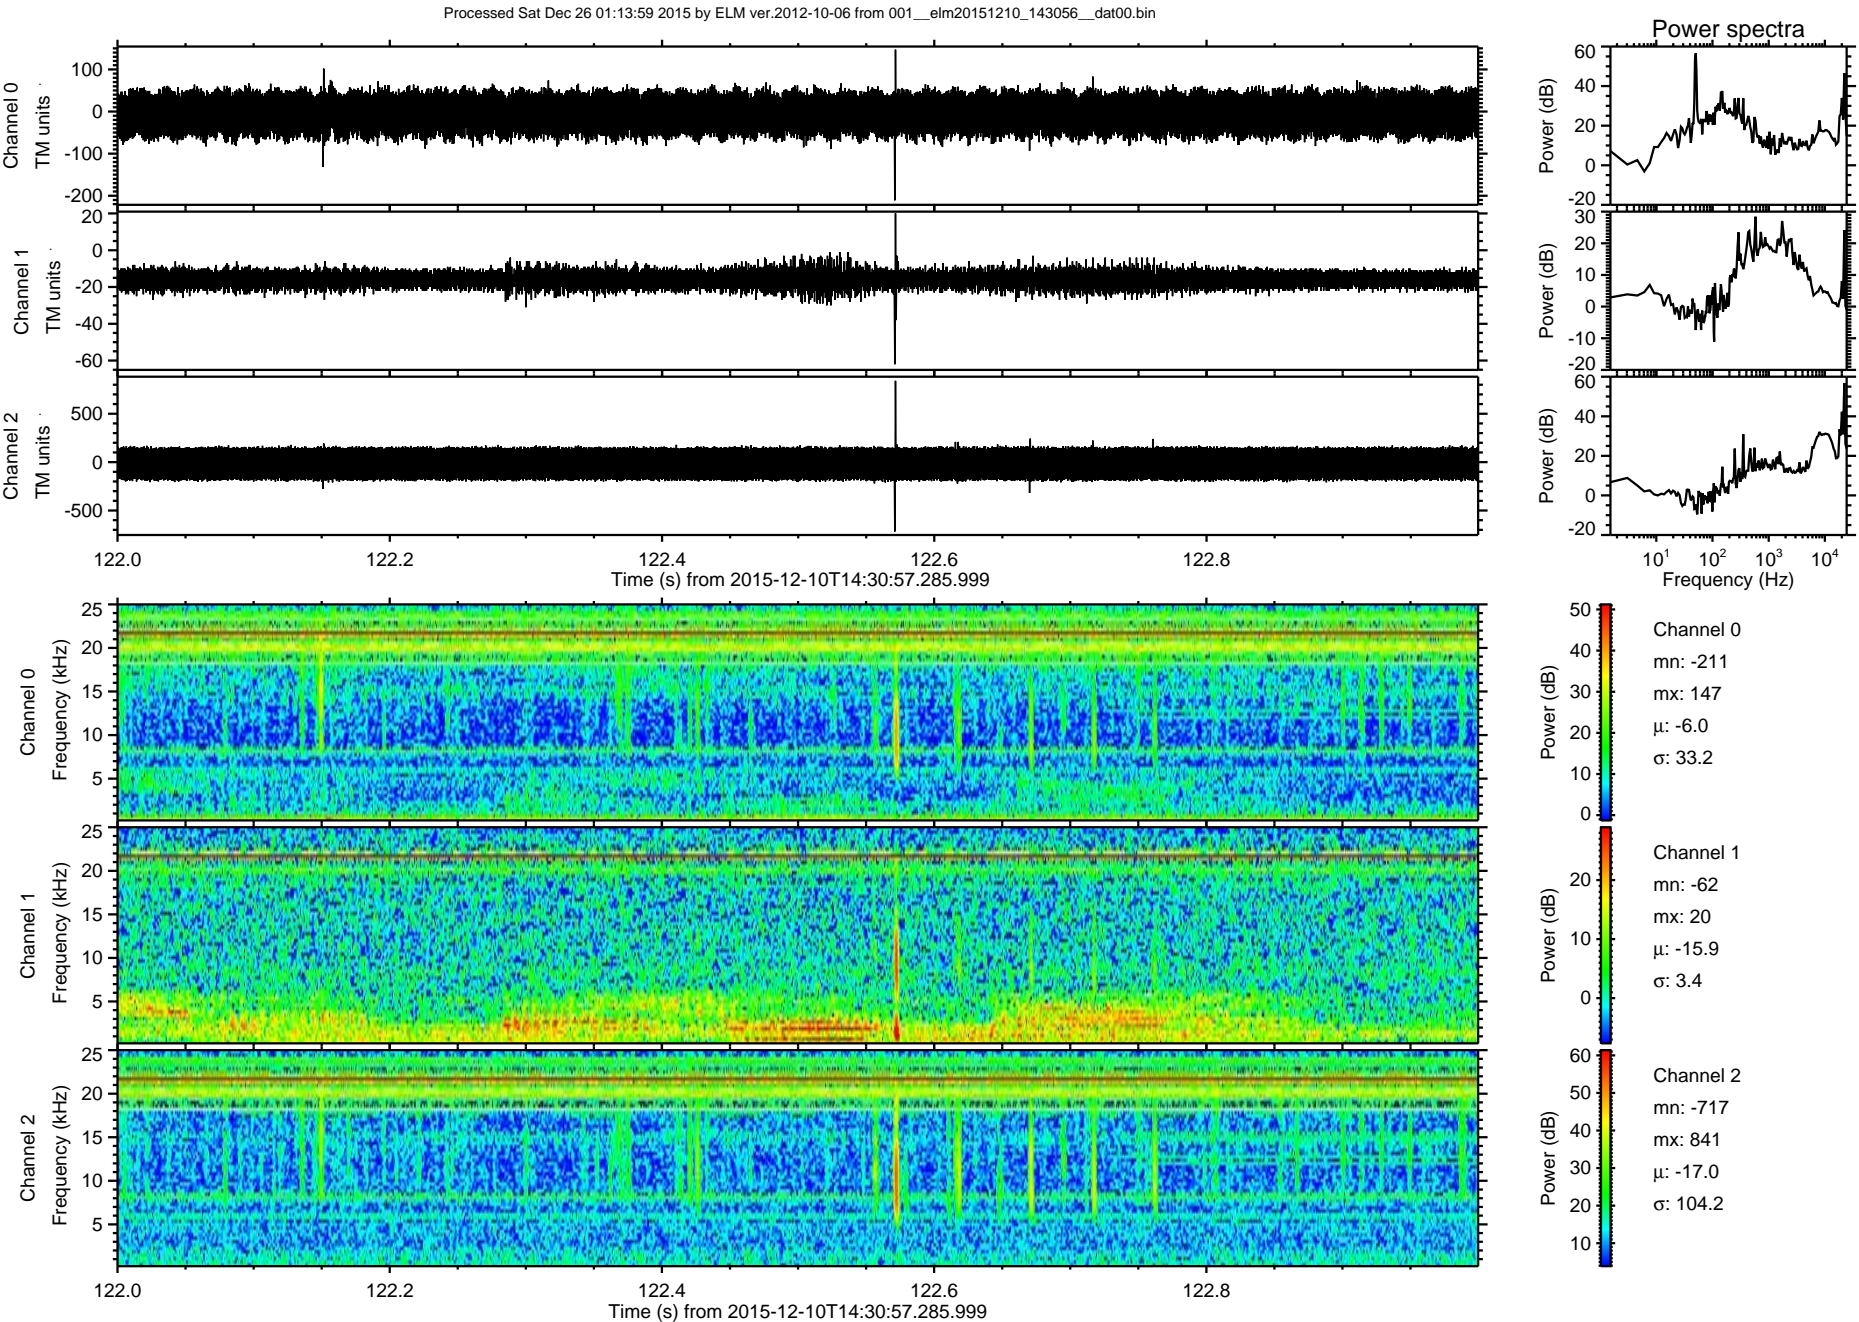 Processed Sat Dec 26 01:13:59 2015 by ELM ver.2012-10-06 from 001__elm20151210_143056__dat00.bin
Power spectra
Channel 0
TM units
100
0
-100
-200
Power (dB)
60
40
20
0
-20
Channel 1
TM units
20
0
-20
-40
-60
Power (dB)
30
20
10
0
-10
-20
Channel 2
TM units
500
0
-500
Power (dB)
60
40
20
0
-20
122.0 122.2 122.4 122.6 122.8
Time (s) from 2015-12-10T14:30:57.285.999
10¹ 10² 10³ 10⁴
Frequency (Hz)
Channel 0
Frequency (kHz)
25
20
15
10
5
Power (dB)
50
40
30
20
10
0
Channel 0
mn: -211
mx: 147
μ: -6.0
σ: 33.2
Channel 1
Frequency (kHz)
25
20
15
10
5
Power (dB)
20
10
0
Channel 1
mn: -62
mx: 20
μ: -15.9
σ: 3.4
Channel 2
Frequency (kHz)
25
20
15
10
5
Power (dB)
60
50
40
30
20
10
Channel 2
mn: -717
mx: 841
μ: -17.0
σ: 104.2
122.0 122.2 122.4 122.6 122.8
Time (s) from 2015-12-10T14:30:57.285.999